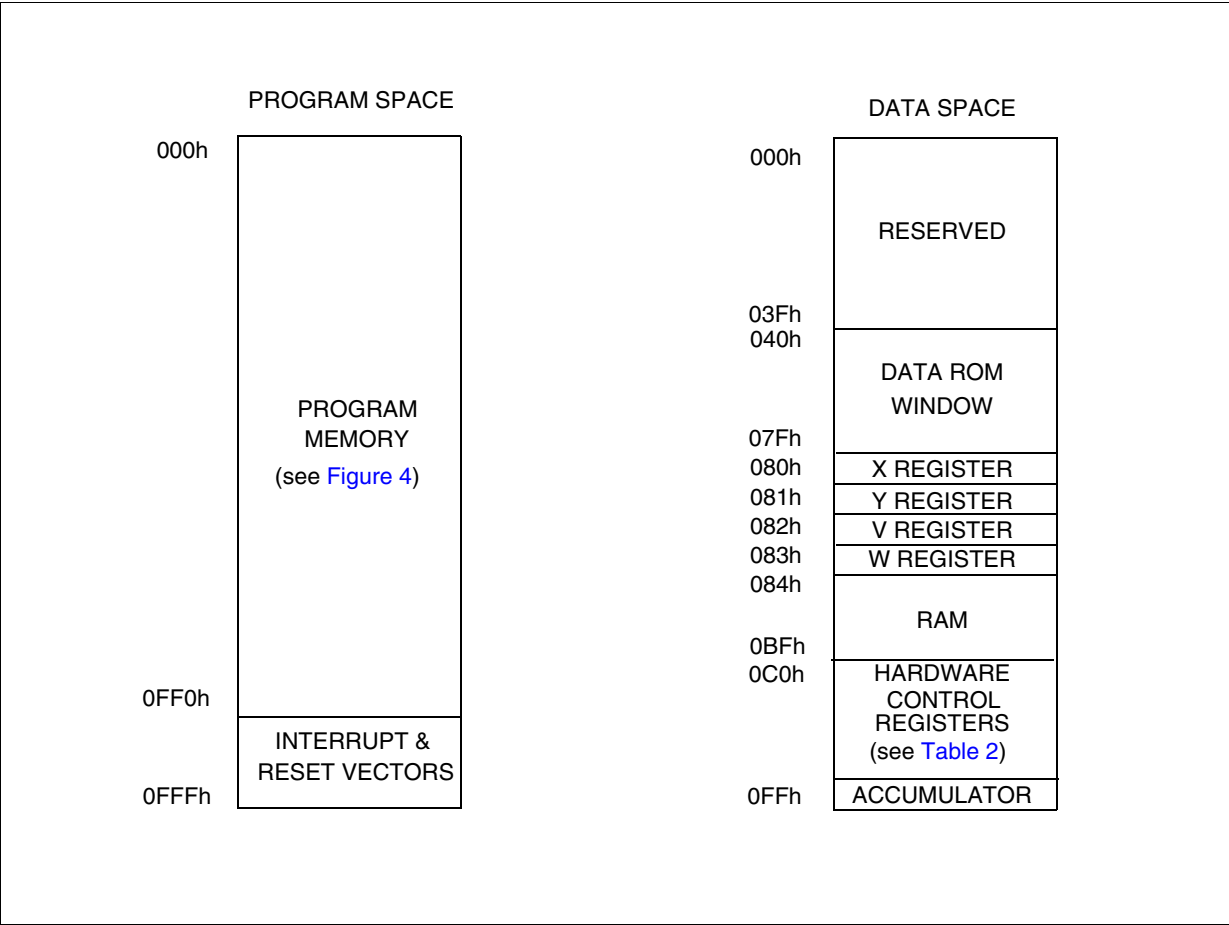 PROGRAM SPACE
000h
PROGRAM
MEMORY
(see Figure 4)
0FF0h
INTERRUPT &
RESET VECTORS
0FFFh
DATA SPACE
000h
RESERVED
03Fh
040h
DATA ROM
WINDOW
07Fh
080h X REGISTER
081h Y REGISTER
082h V REGISTER
083h W REGISTER
084h
RAM
0BFh
0C0h HARDWARE
CONTROL
REGISTERS
(see Table 2)
0FFh ACCUMULATOR